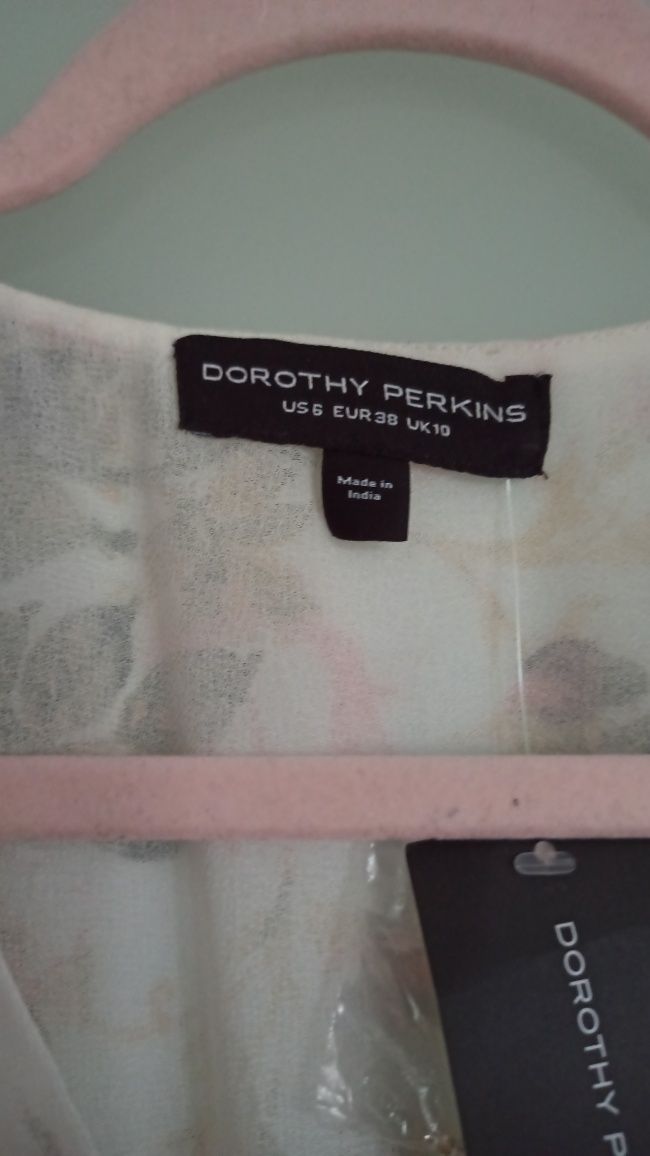 DOROTHY PERKINS
US6 EUR38 UK10
Made in
India
DOROTHY P